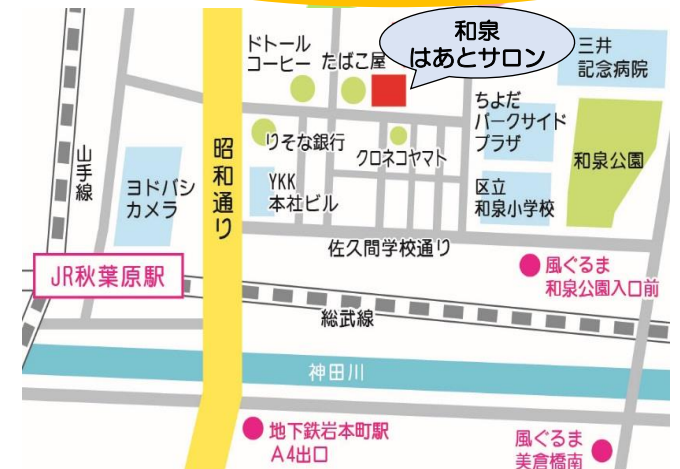 和泉
はあとサロン
ドトール
コーヒー
たばこ屋
三井
記念病院
ちよだ
パークサイド
プラザ
和泉公園
りそな銀行
クロネコヤマト
山手線
ヨドバシ
カメラ
昭和通り
YKK
本社ビル
区立
和泉小学校
佐久間学校通り
JR秋葉原駅
風ぐるま
和泉公園入口前
総武線
神田川
地下鉄岩本町駅
A4出口
風ぐるま
美倉橋南